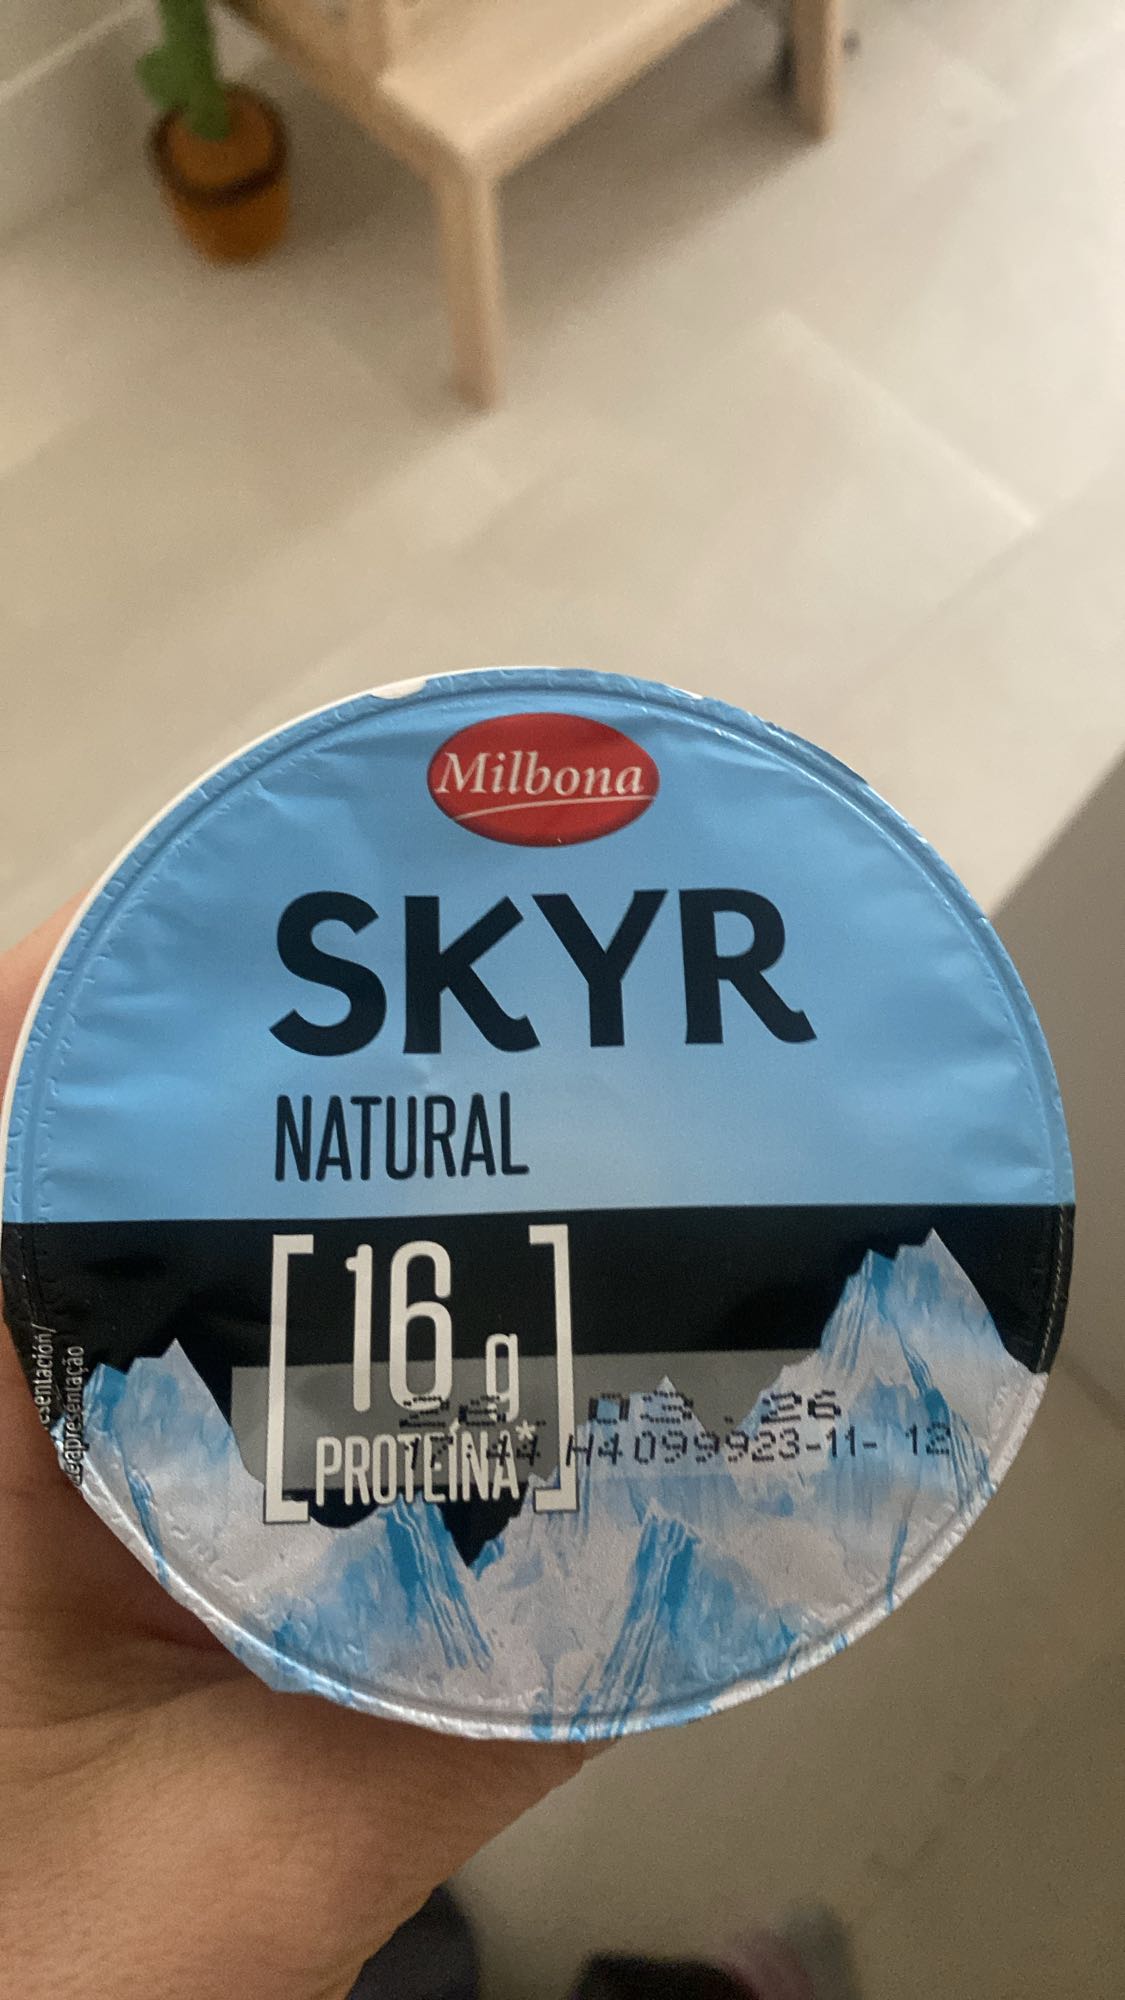 Milbona
SKYR
NATURAL
[16 g
PROTEÍNA*]
03.26
H4099923-11- 12